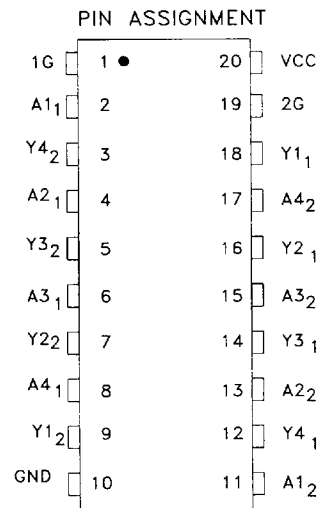 PIN ASSIGNMENT
1G 1 20 VCC
A1₁ 2 19 2G
Y4₂ 3 18 Y1₁
A2₁ 4 17 A4₂
Y3₂ 5 16 Y2₁
A3₁ 6 15 A3₂
Y2₂ 7 14 Y3₁
A4₁ 8 13 A2₂
Y1₂ 9 12 Y4₁
GND 10 11 A1₂